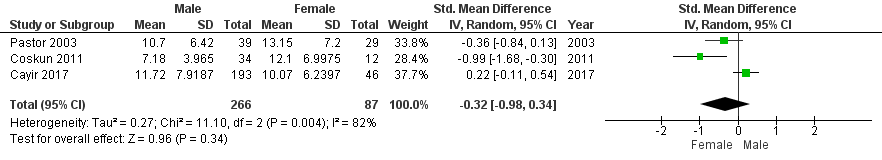 Male Female Std. Mean Difference Std. Mean Difference
Study or Subgroup Mean SD Total Mean SD Total Weight IV, Random, 95% CI Year IV, Random, 95% CI
Pastor 2003 10.7 6.42 39 13.15 7.2 29 33.8% -0.36 [-0.84, 0.13] 2003
Coskun 2011 7.18 3.965 34 12.1 6.9975 12 28.4% -0.99 [-1.68, -0.30] 2011
Cayir 2017 11.72 7.9187 193 10.07 6.2397 46 37.7% 0.22 [-0.11, 0.54] 2017
Total (95% CI) 266 87 100.0% -0.32 [-0.98, 0.34]
Heterogeneity: Tau² = 0.27; Chi² = 11.10, df = 2 (P = 0.004); I² = 82%
Test for overall effect: Z = 0.96 (P = 0.34)
-2 -1 0 1 2
Female Male